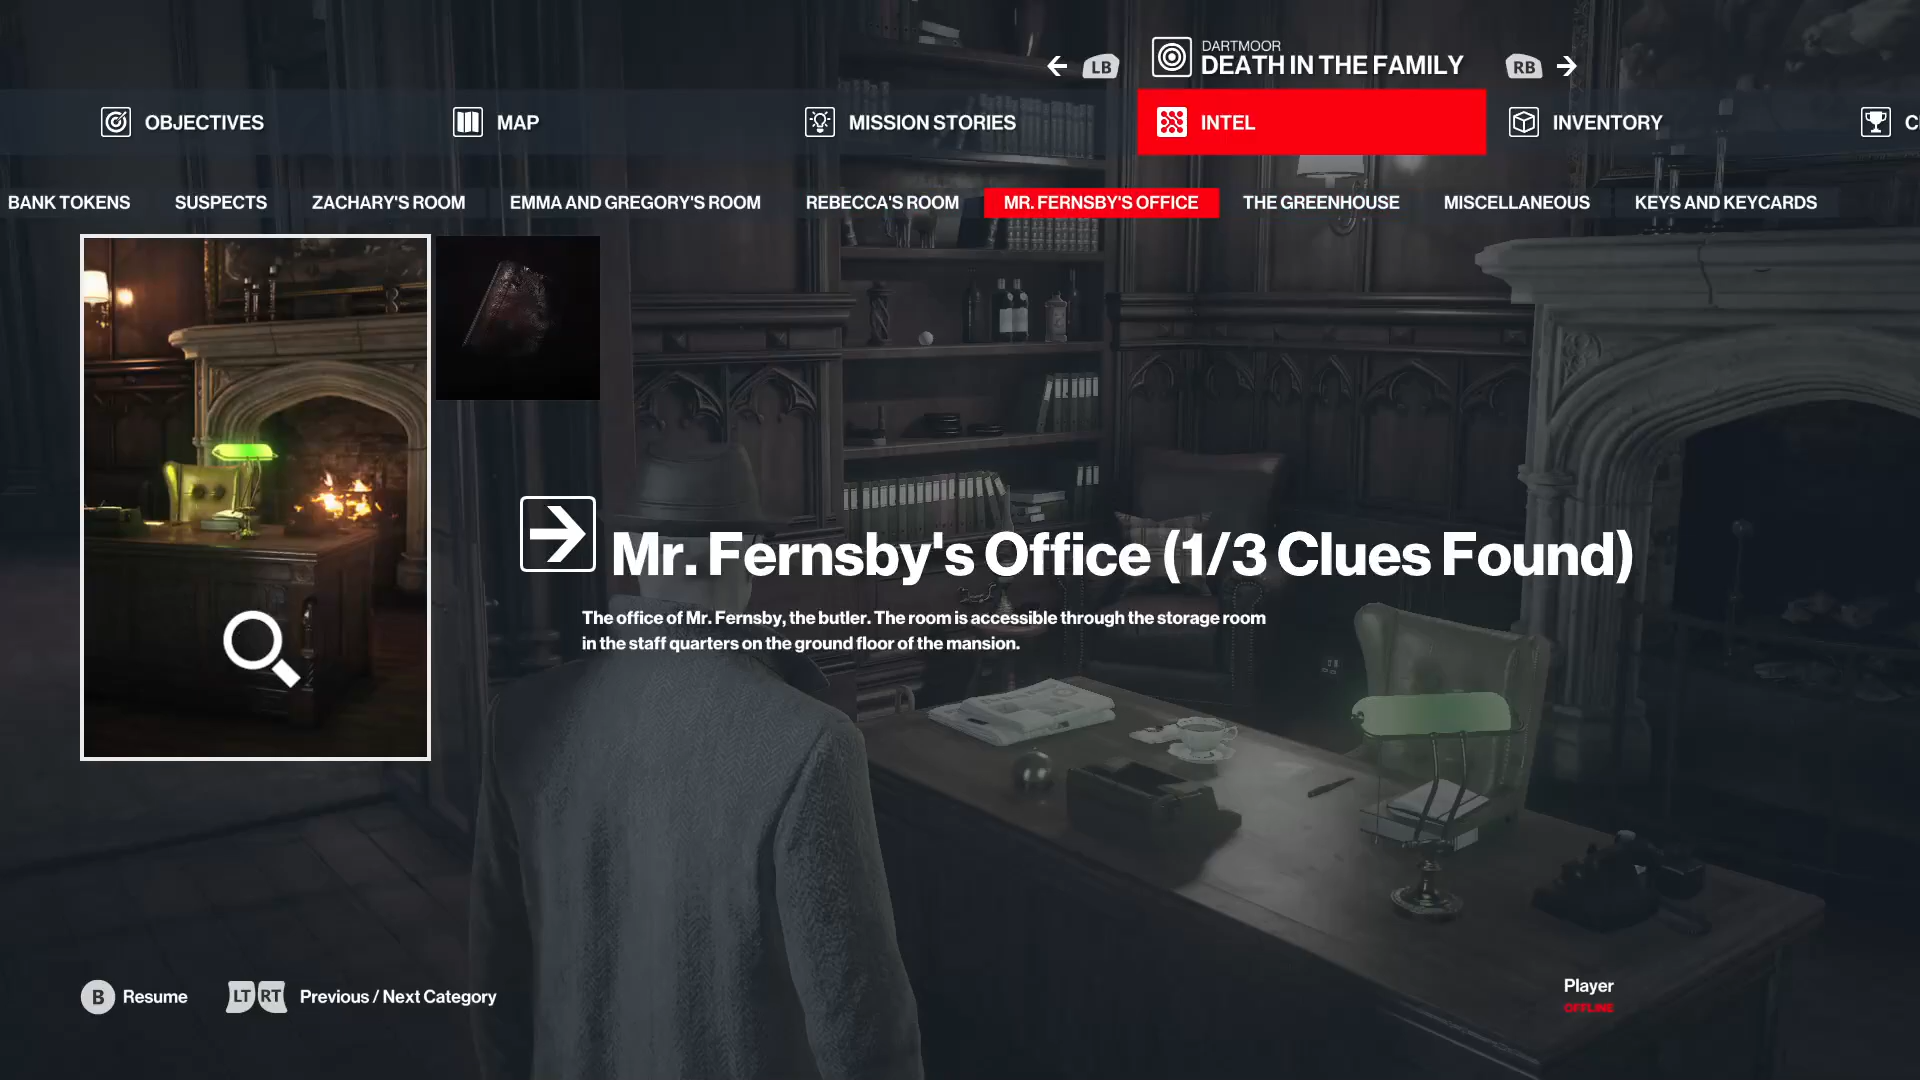 DARTMOOR
LB DEATH IN THE FAMILY RB
OBJECTIVES MAP MISSION STORIES INTEL INVENTORY C
BANK TOKENS SUSPECTS ZACHARY'S ROOM EMMA AND GREGORY'S ROOM REBECCA'S ROOM MR. FERNSBY'S OFFICE THE GREENHOUSE MISCELLANEOUS KEYS AND KEYCARDS
Mr. Fernsby's Office (1/3 Clues Found)
The office of Mr. Fernsby, the butler. The room is accessible through the storage room
in the staff quarters on the ground floor of the mansion.
Player
OFFLINE
B Resume LT RT Previous / Next Category